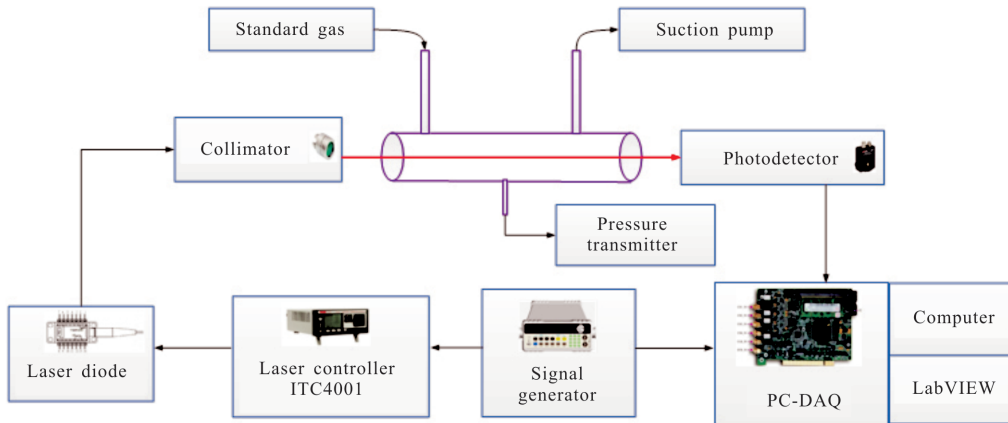 Standard gas
Suction pump
Collimator
Photodetector
Pressure
transmitter
Laser diode
Laser controller
ITC4001
Signal
generator
PC-DAQ
Computer
LabVIEW